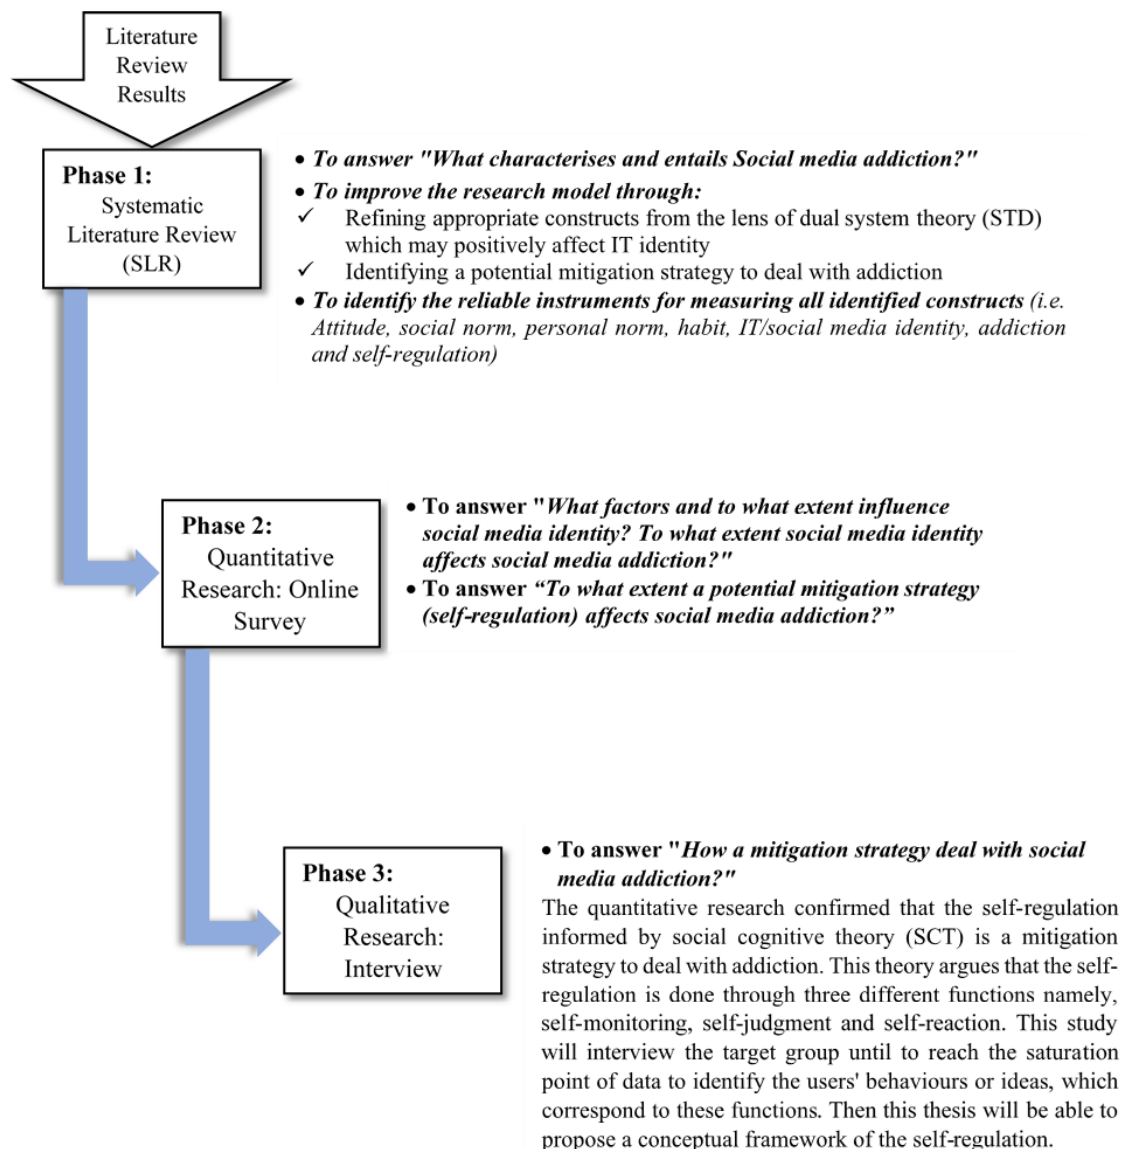 Literature
Review
Results
Phase 1:
Systematic
Literature Review
(SLR)
• To answer "What characterises and entails Social media addiction?"
• To improve the research model through:
✓ Refining appropriate constructs from the lens of dual system theory (STD)
which may positively affect IT identity
✓ Identifying a potential mitigation strategy to deal with addiction
• To identify the reliable instruments for measuring all identified constructs (i.e.
Attitude, social norm, personal norm, habit, IT/social media identity, addiction
and self-regulation)
Phase 2:
Quantitative
Research: Online
Survey
• To answer "What factors and to what extent influence
social media identity? To what extent social media identity
affects social media addiction?"
• To answer “To what extent a potential mitigation strategy
(self-regulation) affects social media addiction?”
Phase 3:
Qualitative
Research:
Interview
• To answer "How a mitigation strategy deal with social
media addiction?"
The quantitative research confirmed that the self-regulation
informed by social cognitive theory (SCT) is a mitigation
strategy to deal with addiction. This theory argues that the self-
regulation is done through three different functions namely,
self-monitoring, self-judgment and self-reaction. This study
will interview the target group until to reach the saturation
point of data to identify the users' behaviours or ideas, which
correspond to these functions. Then this thesis will be able to
propose a conceptual framework of the self-regulation.